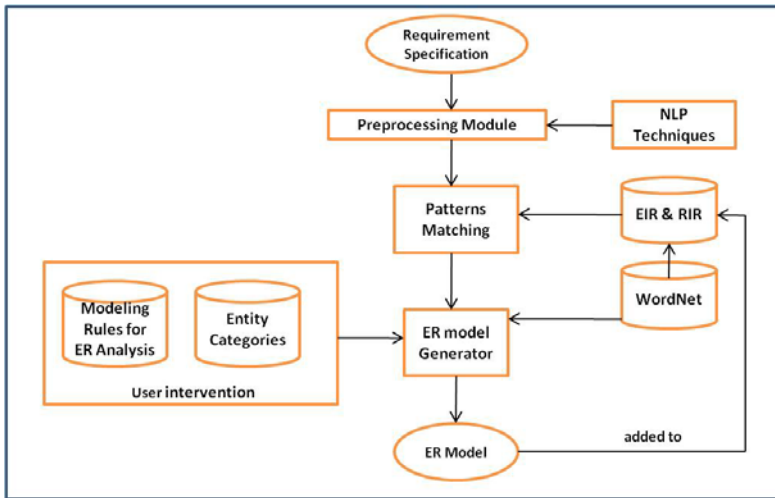 Requirement
Specification
Preprocessing Module
NLP
Techniques
Patterns
Matching
EIR & RIR
WordNet
Modeling
Rules for
ER Analysis
Entity
Categories
User intervention
ER model
Generator
ER Model
added to